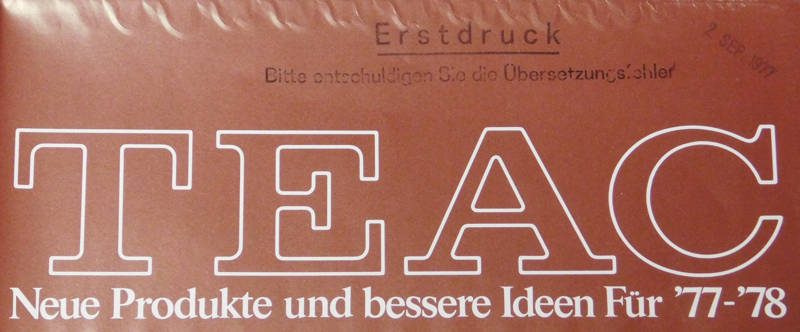 Erstdruck
2. SEP. 1977
Bitte entschuldigen Sie die Übersetzungsfehler
TEAC
Neue Produkte und bessere Ideen Für '77-'78